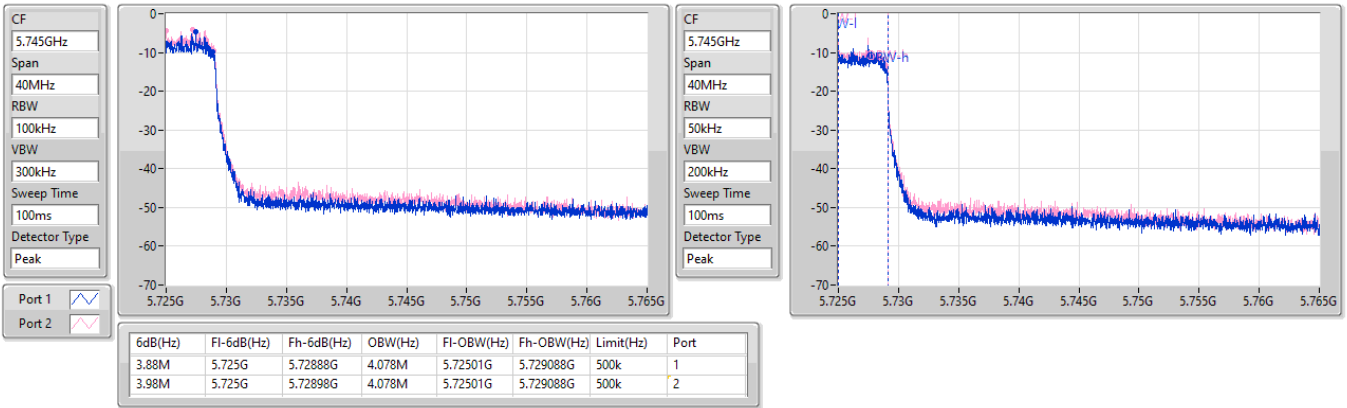 CF
5.745GHz
Span
40MHz
RBW
100kHz
VBW
300kHz
Sweep Time
100ms
Detector Type
Peak
Port 1
Port 2
0
-10
-20
-30
-40
-50
-60
-70
5.725G 5.73G 5.735G 5.74G 5.745G 5.75G 5.755G 5.76G 5.765G
CF
5.745GHz
Span
40MHz
RBW
50kHz
VBW
200kHz
Sweep Time
100ms
Detector Type
Peak
0
-10
-20
-30
-40
-50
-60
-70
W-l
W-h
5.725G 5.73G 5.735G 5.74G 5.745G 5.75G 5.755G 5.76G 5.765G
6dB(Hz) Fl-6dB(Hz) Fh-6dB(Hz) OBW(Hz) Fl-OBW(Hz) Fh-OBW(Hz) Limit(Hz) Port
3.88M 5.725G 5.72888G 4.078M 5.72501G 5.729088G 500k 1
3.98M 5.725G 5.72898G 4.078M 5.72501G 5.729088G 500k 2